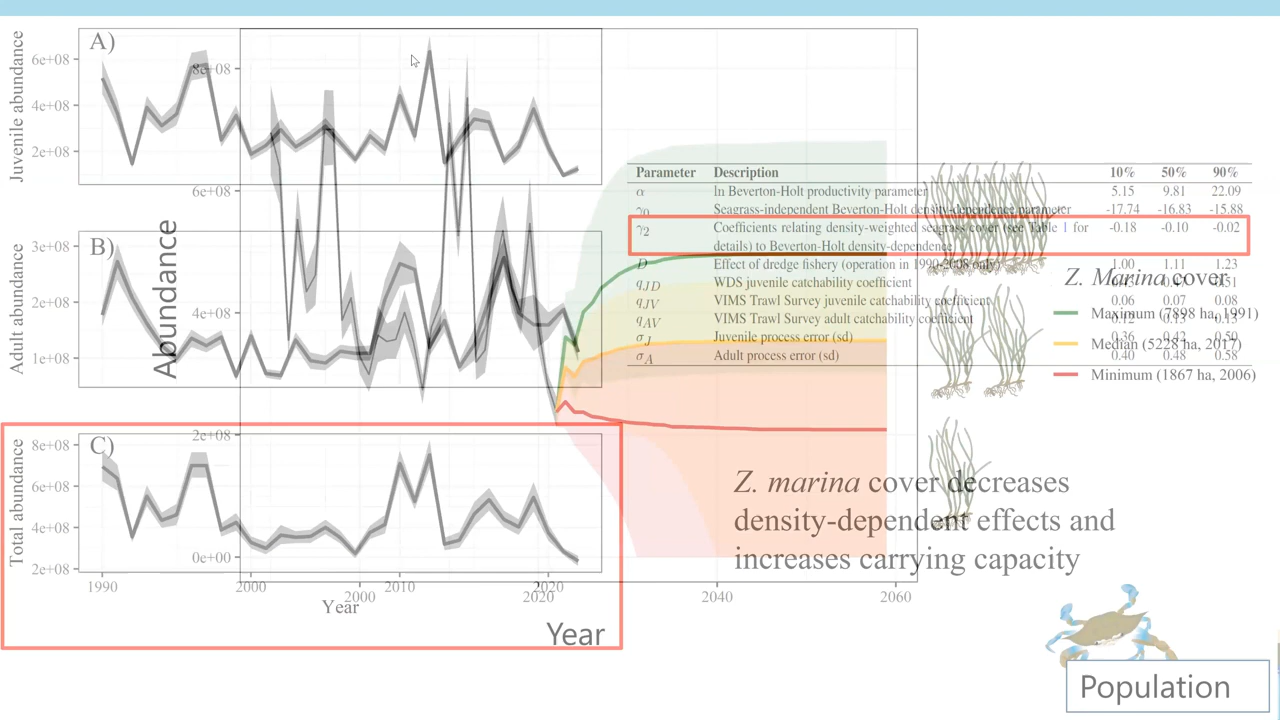 A)
Juvenile abundance
6e+08
4e+08
2e+08
8e+08
6e+08
4e+08
2e+08
0e+00
Abundance
B)
Adult abundance
3e+08
2e+08
1e+08
C)
Total abundance
8e+08
6e+08
4e+08
2e+08
1990 2000 2010 2020
Year
2000 2020 2040 2060
Year
Parameter Description 10% 50% 90%
α ln Beverton-Holt productivity parameter 5.15 9.81 22.09
γ0 Seagrass-independent Beverton-Holt density-dependence parameter -17.74 -16.83 -15.88
γ2 Coefficients relating density-weighted seagrass cover (see Table 1 for -0.18 -0.10 -0.02
details) to Beverton-Holt density-dependence
D Effect of dredge fishery (operation in 1990-2008 only) 1.00 1.11 1.23
qJD WDS juvenile catchability coefficient
qJV VIMS Trawl Survey juvenile catchability coefficient 0.06 0.07 0.08
qAV VIMS Trawl Survey adult catchability coefficient
σJ Juvenile process error (sd) 0.36 0.42 0.50
σA Adult process error (sd) 0.40 0.48 0.58
Z. Marina cover
Maximum (7898 ha, 1991)
Median (5228 ha, 2017)
Minimum (1867 ha, 2006)
Z. marina cover decreases
density-dependent effects and
increases carrying capacity
Population